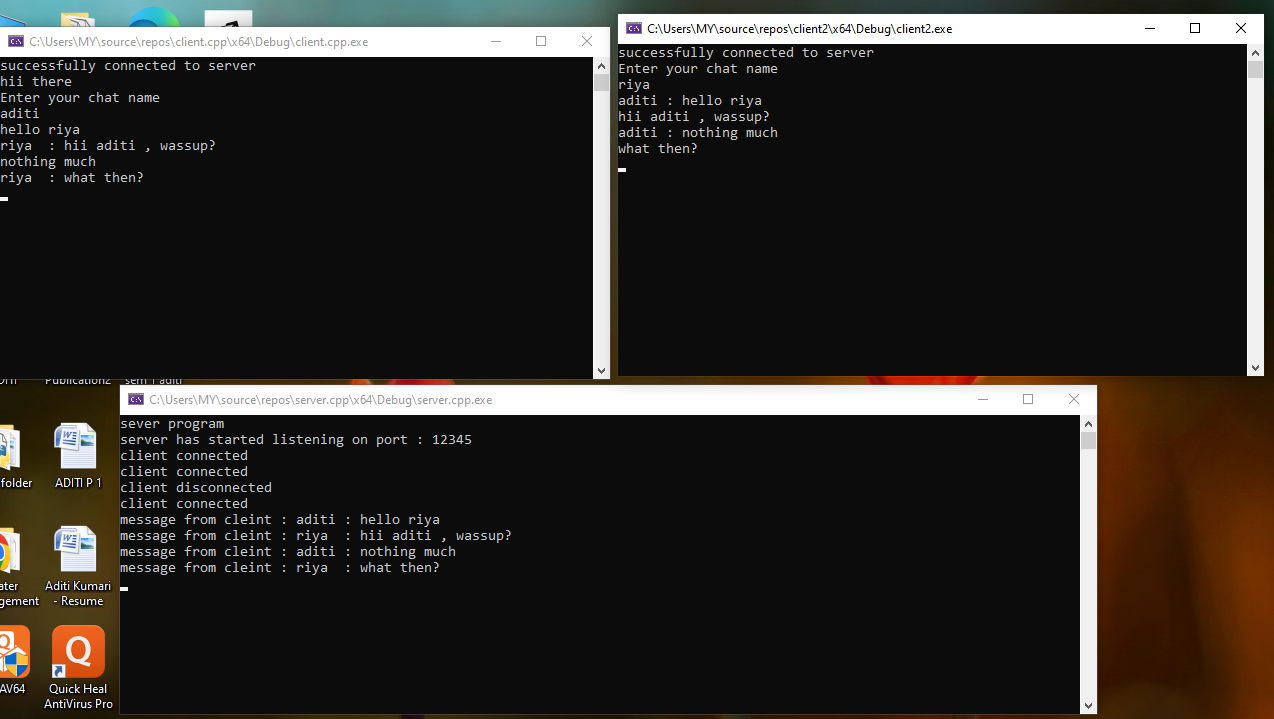 C:\Users\MY\source\repos\client.cpp\x64\Debug\client.cpp.exe
successfully connected to server
hii there
Enter your chat name
aditi
hello riya
riya  : hii aditi , wassup?
nothing much
riya  : what then?
C:\Users\MY\source\repos\client2\x64\Debug\client2.exe
successfully connected to server
Enter your chat name
riya
aditi : hello riya
hii aditi , wassup?
aditi : nothing much
what then?
Publication2
sem 1 aditi
C:\Users\MY\source\repos\server.cpp\x64\Debug\server.cpp.exe
sever program
server has started listening on port : 12345
client connected
client connected
client disconnected
client connected
message from cleint : aditi : hello riya
message from cleint : riya  : hii aditi , wassup?
message from cleint : aditi : nothing much
message from cleint : riya  : what then?
folder
ADITI P 1
Aditi Kumari
- Resume
AV64
Quick Heal
AntiVirus Pro